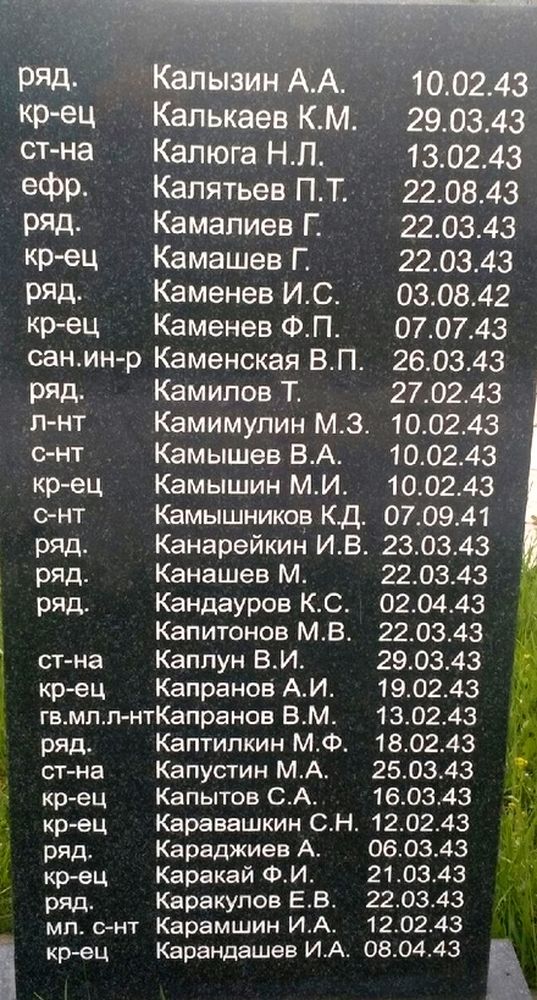 ряд. Калызин А.А. 10.02.43
кр-ец Калькаев К.М. 29.03.43
ст-на Калюга Н.Л. 13.02.43
ефр. Калятьев П.Т. 22.08.43
ряд. Камалиев Г. 22.03.43
кр-ец Камашев Г. 22.03.43
ряд. Каменев И.С. 03.08.42
кр-ец Каменев Ф.П. 07.07.43
сан.ин-р Каменская В.П. 26.03.43
ряд. Камилов Т. 27.02.43
л-нт Камимулин М.З. 10.02.43
с-нт Камышев В.А. 10.02.43
кр-ец Камышин М.И. 10.02.43
с-нт Камышников К.Д. 07.09.41
ряд. Канарейкин И.В. 23.03.43
ряд. Канашев М. 22.03.43
ряд. Кандауров К.С. 02.04.43
Капитонов М.В. 22.03.43
ст-на Каплун В.И. 29.03.43
кр-ец Капранов А.И. 19.02.43
гв.мл.л-нт Капранов В.М. 13.02.43
ряд. Каптилкин М.Ф. 18.02.43
ст-на Капустин М.А. 25.03.43
кр-ец Капытов С.А. 16.03.43
кр-ец Каравашкин С.Н. 12.02.43
ряд. Караджиев А. 06.03.43
кр-ец Каракай Ф.И. 21.03.43
ряд. Каракулов Е.В. 22.03.43
мл. с-нт Карамшин И.А. 12.02.43
кр-ец Карандашев И.А. 08.04.43